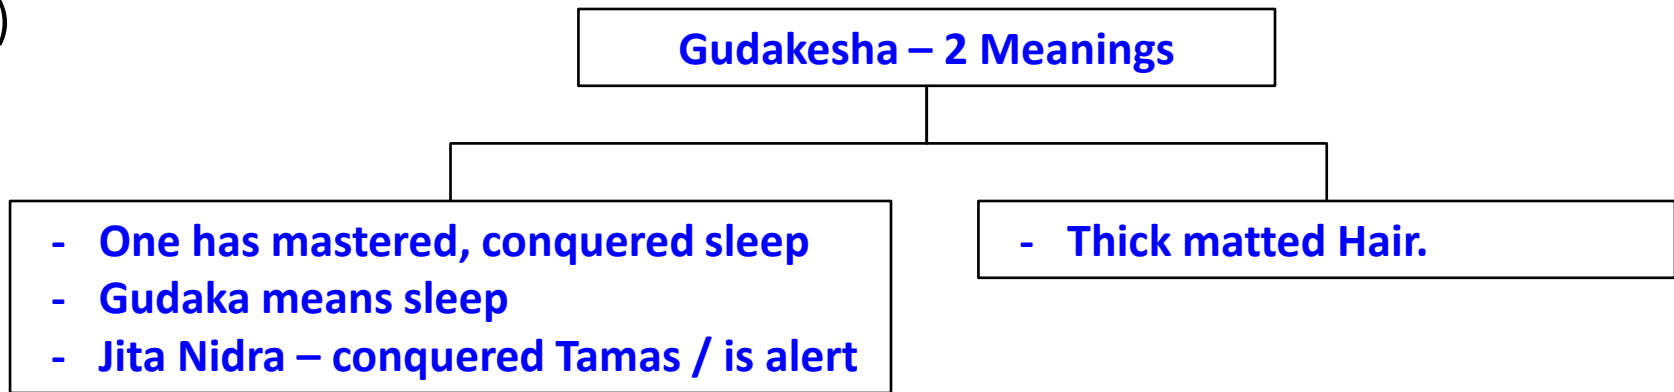 )
Gudakesha – 2 Meanings
- One has mastered, conquered sleep
- Gudaka means sleep
- Jita Nidra – conquered Tamas / is alert
- Thick matted Hair.